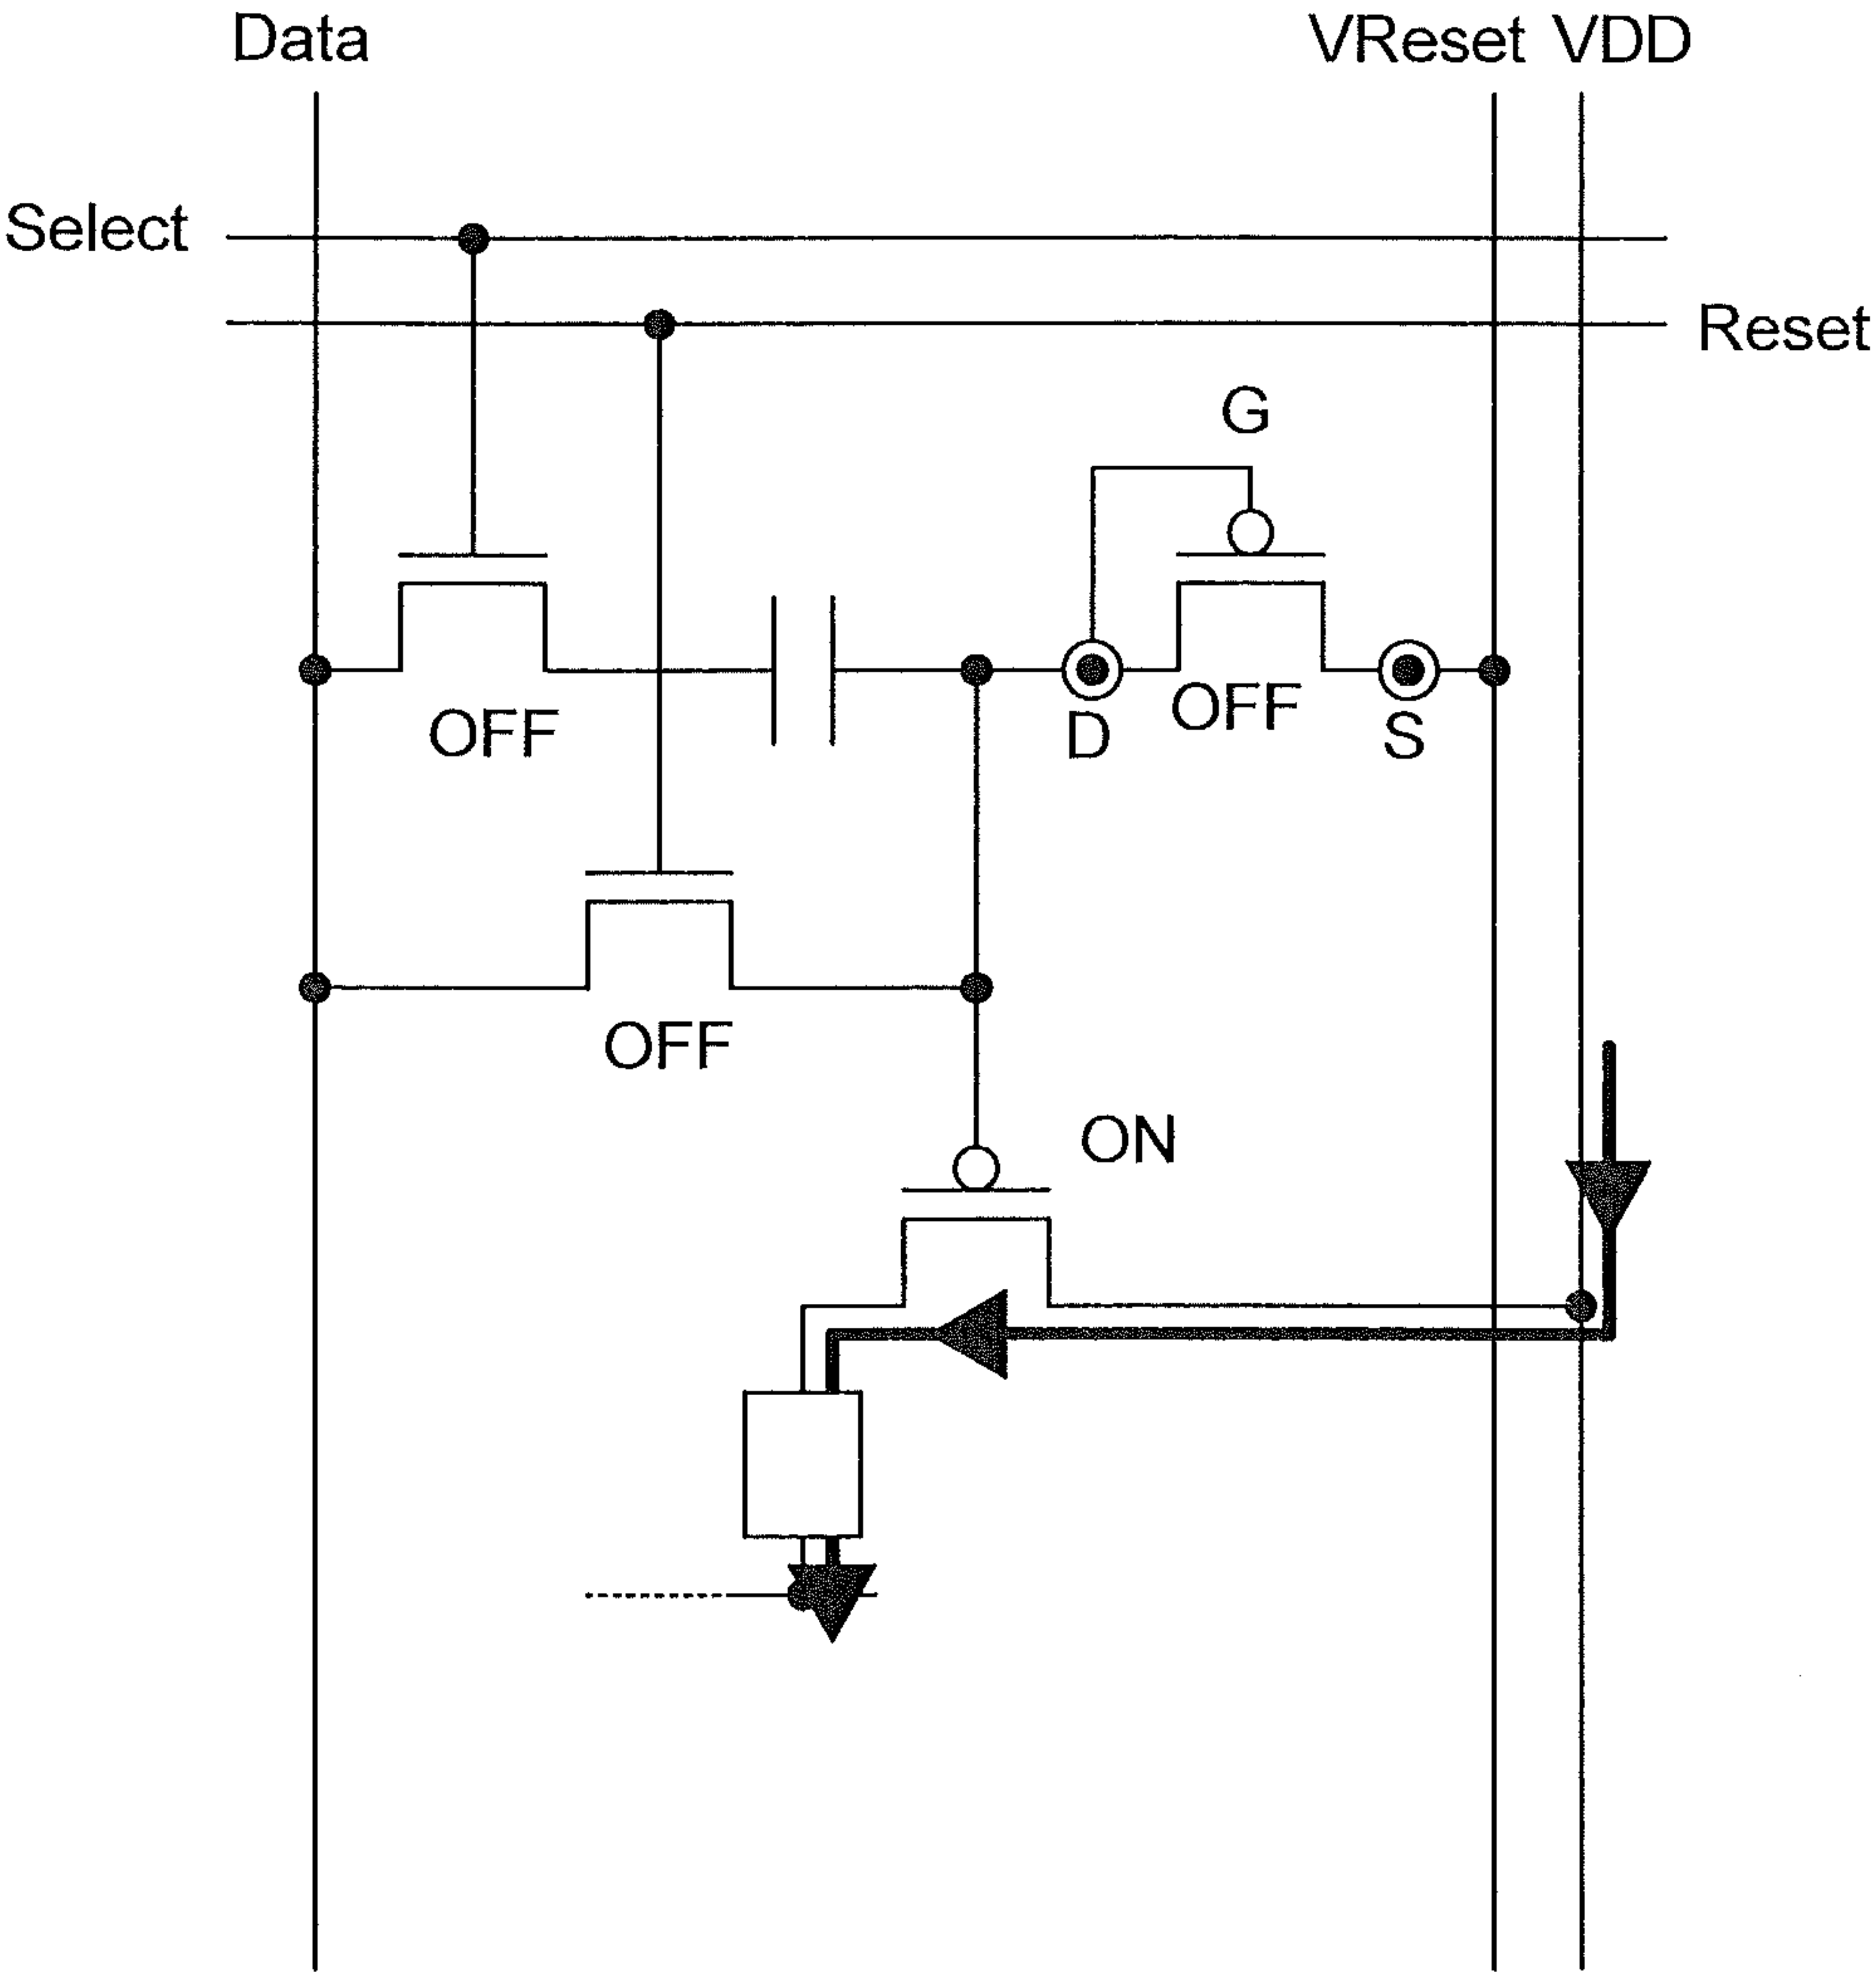 Data
VReset
VDD
Select
Reset
G
OFF
D
OFF
S
OFF
ON